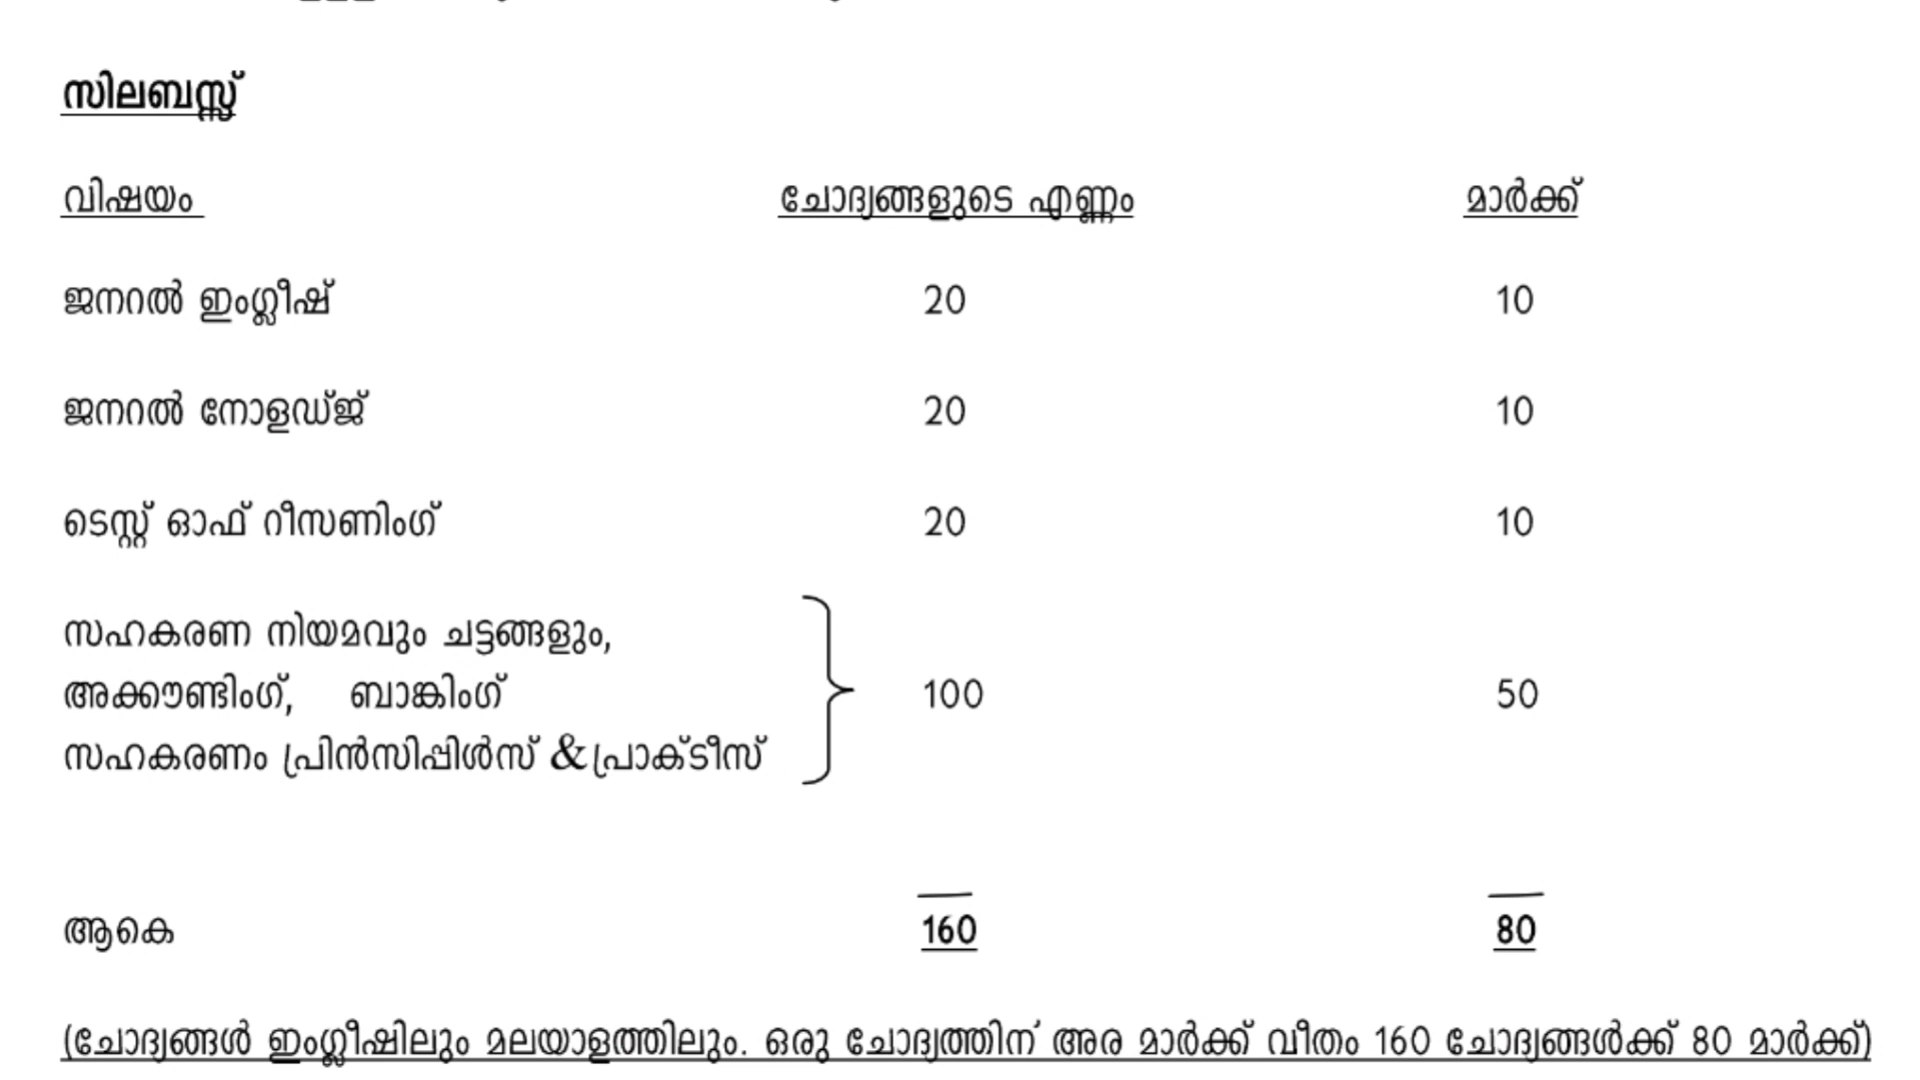 സിലബസ്സ്
വിഷയം ചോദ്യങ്ങളുടെ എണ്ണം മാർക്ക്
ജനറൽ ഇംഗ്ലീഷ് 20 10
ജനറൽ നോളഡ്ജ് 20 10
ടെസ്റ്റ് ഓഫ് റീസണിംഗ് 20 10
സഹകരണ നിയമവും ചട്ടങ്ങളും,
അക്കൗണ്ടിംഗ്, ബാങ്കിംഗ് 100 50
സഹകരണം പ്രിൻസിപ്പിൾസ് &പ്രാക്ടീസ്
ആകെ 160 80
(ചോദ്യങ്ങൾ ഇംഗ്ലീഷിലും മലയാളത്തിലും. ഒരു ചോദ്യത്തിന് അര മാർക്ക് വീതം 160 ചോദ്യങ്ങൾക്ക് 80 മാർക്ക്)